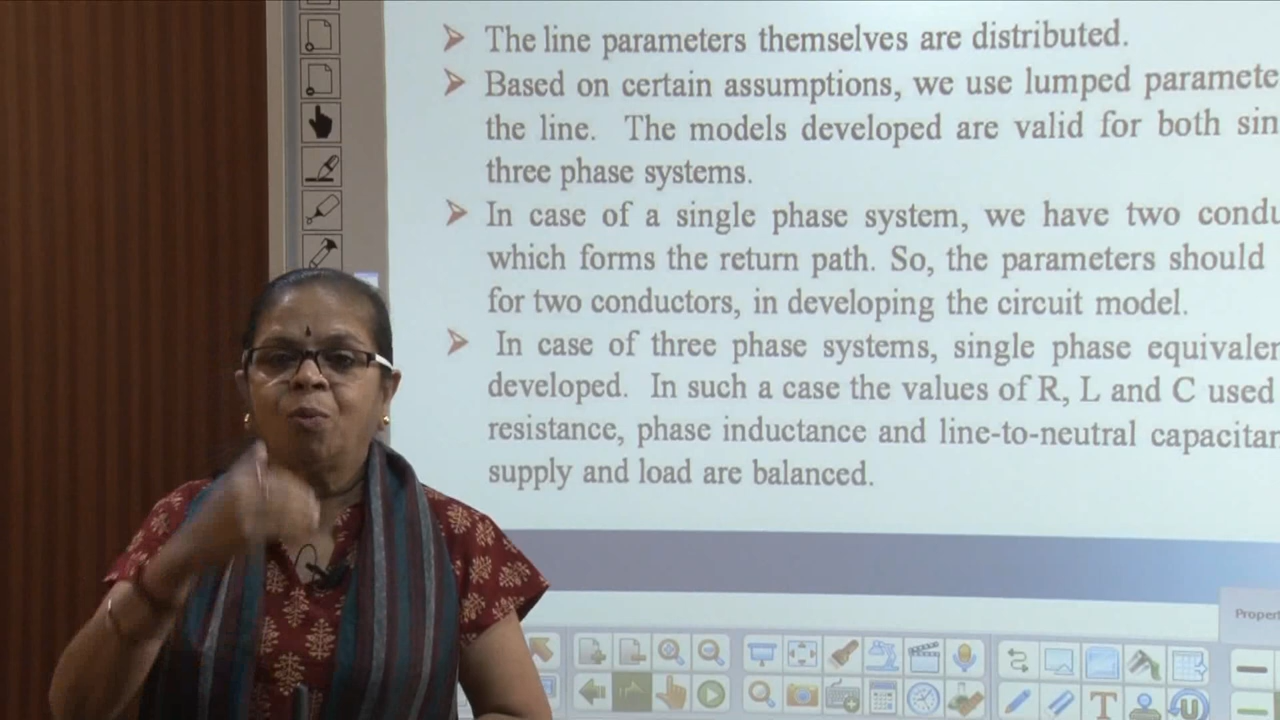 The line parameters themselves are distributed.
Based on certain assumptions, we use lumped paramete
the line. The models developed are valid for both sin
three phase systems.
In case of a single phase system, we have two condu
which forms the return path. So, the parameters should
for two conductors, in developing the circuit model.
In case of three phase systems, single phase equivalen
developed. In such a case the values of R, L and C used
resistance, phase inductance and line-to-neutral capacitan
supply and load are balanced.
Propert